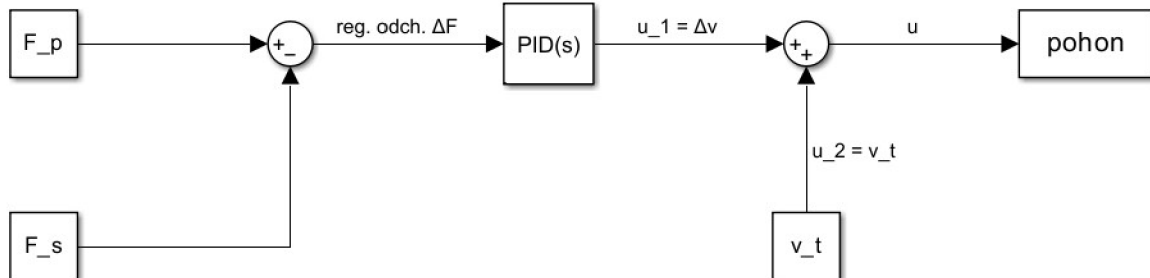 F_p
+
−
reg. odch. ΔF
PID(s)
u_1 = Δv
+
+
u
pohon
u_2 = v_t
F_s
v_t